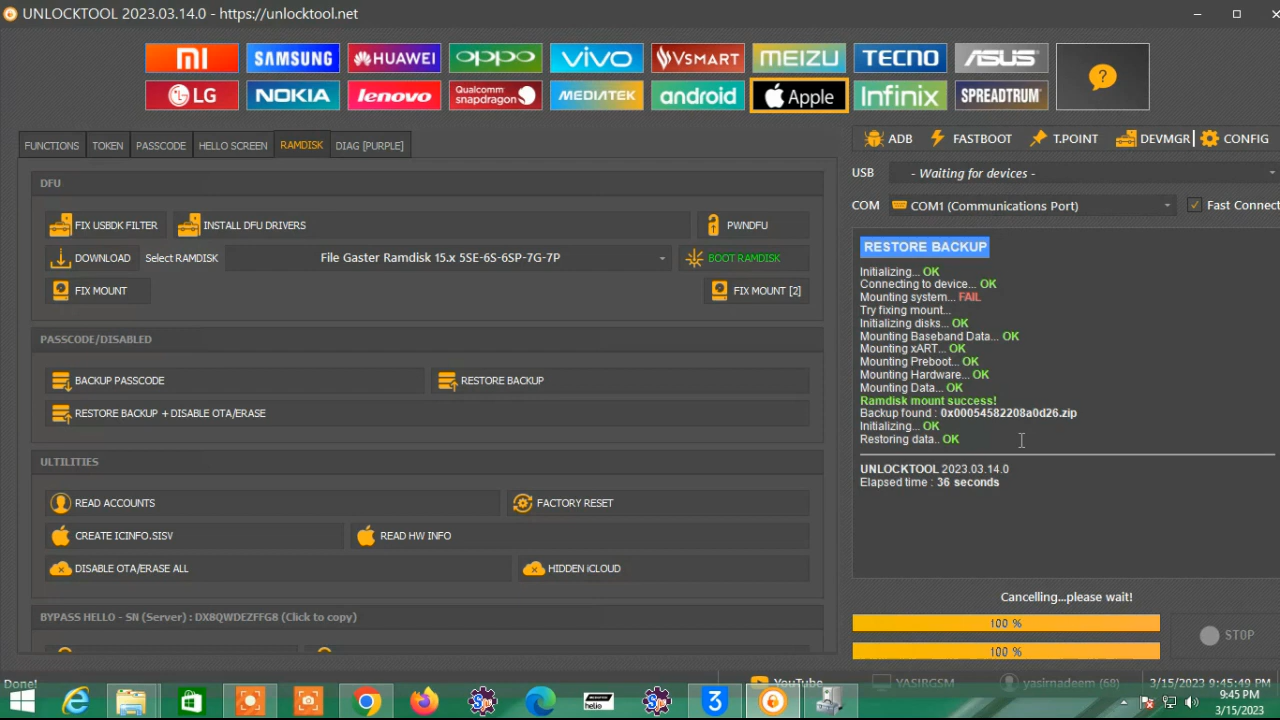 UNLOCKTOOL 2023.03.14.0 - https://unlocktool.net
mi SAMSUNG HUAWEI oppo vivo VSMART MEIZU TECNO ASUS
LG NOKIA lenovo Qualcomm snapdragon MEDIATEK android Apple Infinix SPREADTRUM
?
FUNCTIONS TOKEN PASSCODE HELLO SCREEN RAMDISK DIAG [PURPLE]
ADB FASTBOOT T.POINT DEVMGR CONFIG
DFU
FIX USBDK FILTER INSTALL DFU DRIVERS PWNDFU
DOWNLOAD Select RAMDISK File Gaster Ramdisk 15.x 5SE-6S-6SP-7G-7P BOOT RAMDISK
FIX MOUNT FIX MOUNT [2]
PASSCODE/DISABLED
BACKUP PASSCODE RESTORE BACKUP
RESTORE BACKUP + DISABLE OTA/ERASE
ULTILITIES
READ ACCOUNTS FACTORY RESET
CREATE ICINFO.SISV READ HW INFO
DISABLE OTA/ERASE ALL HIDDEN iCLOUD
BYPASS HELLO - SN (Server) : DX8QWDEZFFG8 (Click to copy)
USB - Waiting for devices -
COM COM1 (Communications Port) Fast Connect
RESTORE BACKUP
Initializing... OK
Connecting to device... OK
Mounting system... FAIL
Try fixing mount...
Initializing disks... OK
Mounting Baseband Data... OK
Mounting xART... OK
Mounting Preboot... OK
Mounting Hardware... OK
Mounting Data... OK
Ramdisk mount success!
Backup found : 0x00054582208a0d26.zip
Initializing... OK
Restoring data.. OK
UNLOCKTOOL 2023.03.14.0
Elapsed time : 36 seconds
Cancelling...please wait!
100 %
100 %
STOP
Done! YouTube YASIRGSM yasirnadeem (68) 3/15/2023 9:45:49 PM
helio 3
9:45 PM
3/15/2023